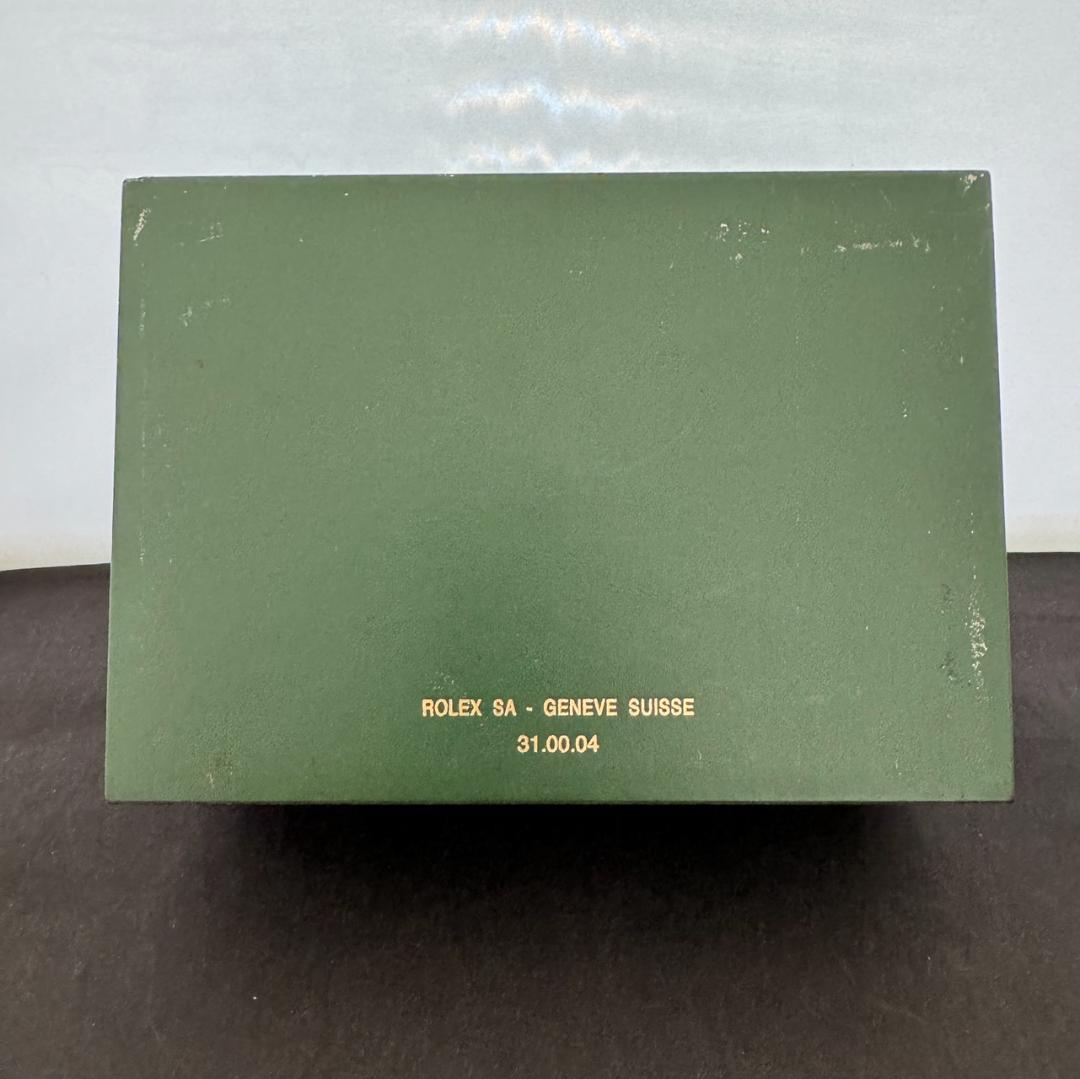 ROLEX SA - GENEVE SUISSE
31.00.04